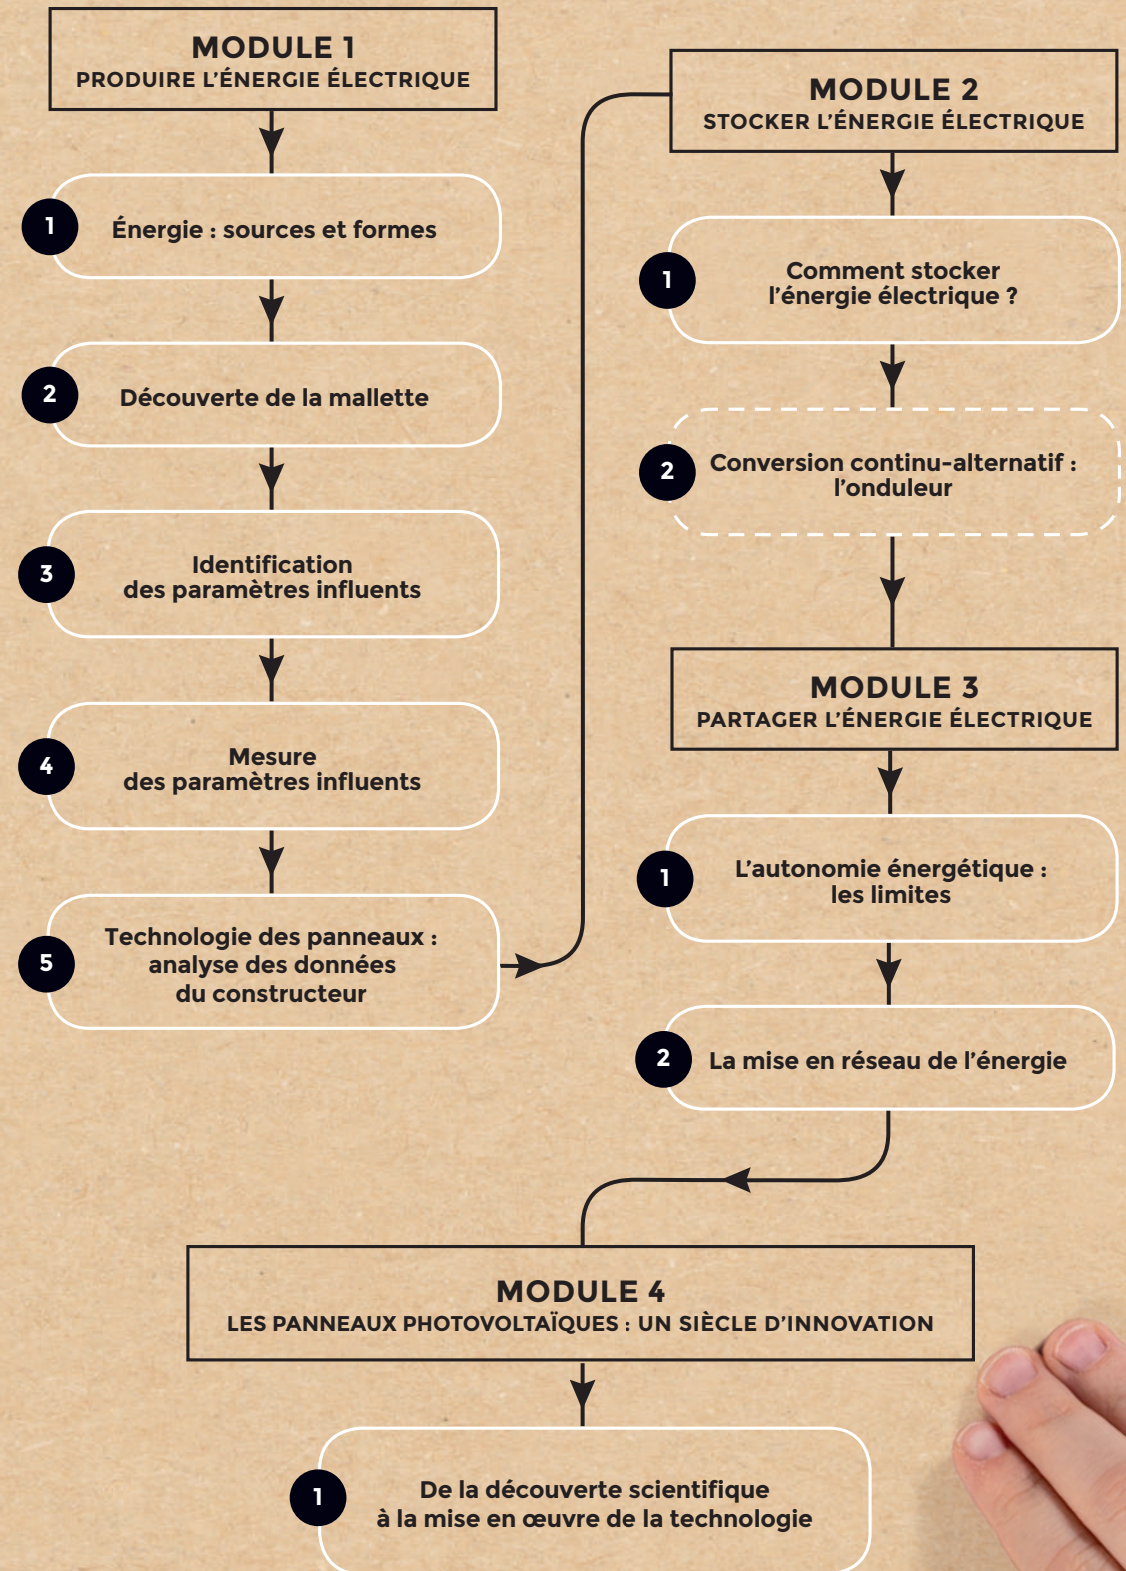 MODULE 1
PRODUIRE L'ÉNERGIE ÉLECTRIQUE
1
Énergie : sources et formes
2
Découverte de la mallette
3
Identification
des paramètres influents
4
Mesure
des paramètres influents
5
Technologie des panneaux :
analyse des données
du constructeur
MODULE 2
STOCKER L'ÉNERGIE ÉLECTRIQUE
1
Comment stocker
l'énergie électrique ?
2
Conversion continu-alternatif :
l'onduleur
MODULE 3
PARTAGER L'ÉNERGIE ÉLECTRIQUE
1
L'autonomie énergétique :
les limites
2
La mise en réseau de l'énergie
MODULE 4
LES PANNEAUX PHOTOVOLTAÏQUES : UN SIÈCLE D'INNOVATION
1
De la découverte scientifique
à la mise en œuvre de la technologie